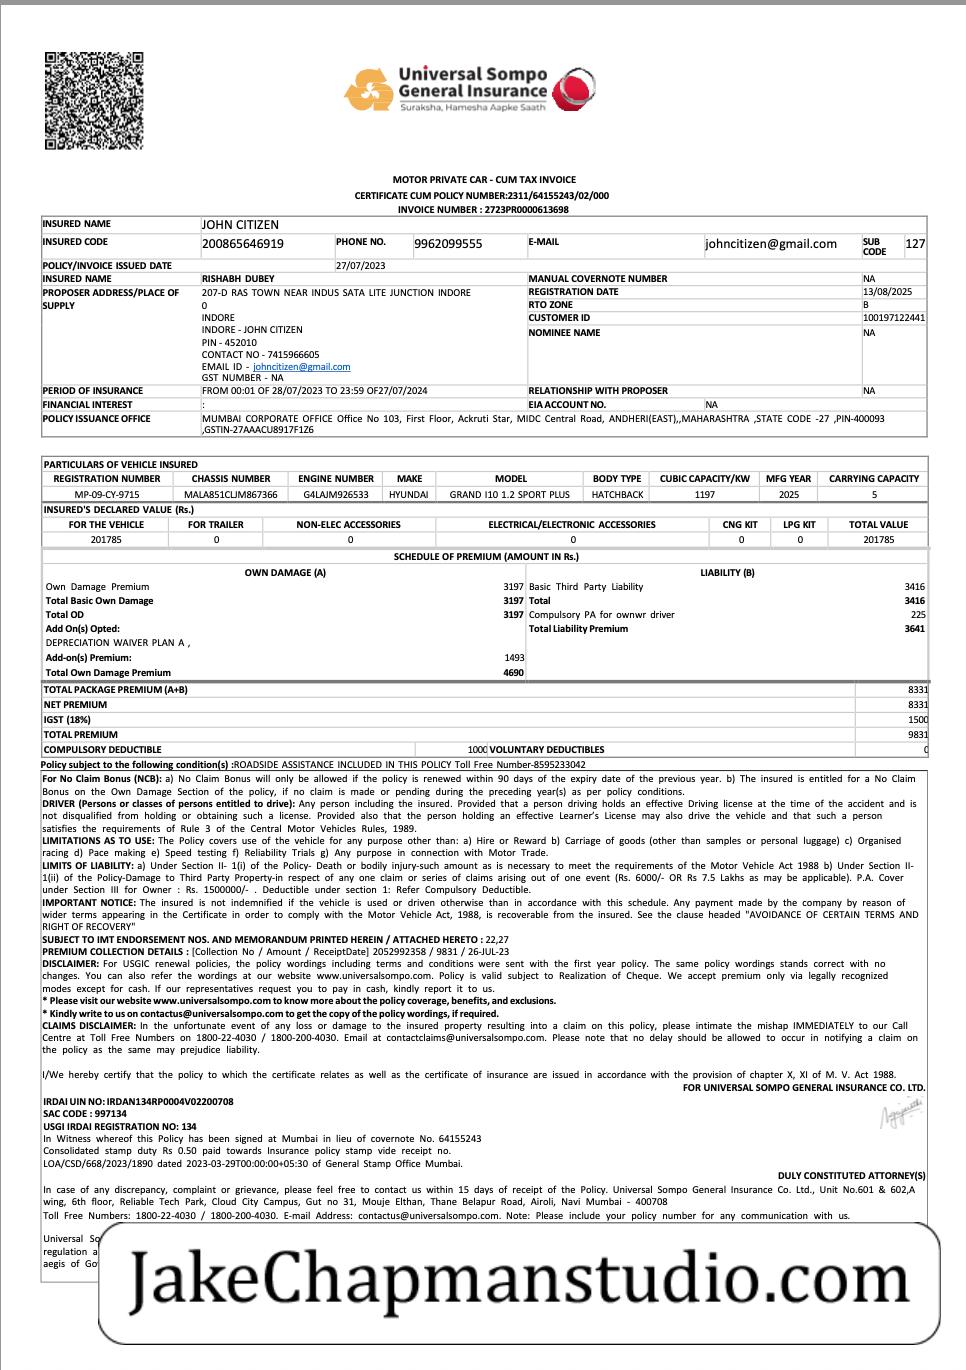 Universal Sompo
General Insurance
Suraksha, Hamesha Aapke Saath
MOTOR PRIVATE CAR - CUM TAX INVOICE
CERTIFICATE CUM POLICY NUMBER:2311/64155243/02/000
INVOICE NUMBER : 2723PR0000613698
INSURED NAME JOHN CITIZEN
INSURED CODE 200865646919 PHONE NO. 9962099555 E-MAIL johncitizen@gmail.com SUB CODE 127
POLICY/INVOICE ISSUED DATE 27/07/2023
INSURED NAME RISHABH DUBEY MANUAL COVERNOTE NUMBER NA
PROPOSER ADDRESS/PLACE OF SUPPLY 207-D RAS TOWN NEAR INDUS SATA LITE JUNCTION INDORE REGISTRATION DATE 13/08/2025
0 RTO ZONE B
INDORE CUSTOMER ID 100197122441
INDORE - JOHN CITIZEN NOMINEE NAME NA
PIN - 452010
CONTACT NO - 7415966605
EMAIL ID - johncitizen@gmail.com
GST NUMBER - NA
PERIOD OF INSURANCE FROM 00:01 OF 28/07/2023 TO 23:59 OF27/07/2024 RELATIONSHIP WITH PROPOSER NA
FINANCIAL INTEREST : EIA ACCOUNT NO. NA
POLICY ISSUANCE OFFICE MUMBAI CORPORATE OFFICE Office No 103, First Floor, Ackruti Star, MIDC Central Road, ANDHERI(EAST),,MAHARASHTRA ,STATE CODE -27 ,PIN-400093
,GSTIN-27AAACU8917F1Z6
PARTICULARS OF VEHICLE INSURED
REGISTRATION NUMBER CHASSIS NUMBER ENGINE NUMBER MAKE MODEL BODY TYPE CUBIC CAPACITY/KW MFG YEAR CARRYING CAPACITY
MP-09-CY-9715 MALA851CLJM867366 G4LAJM926533 HYUNDAI GRAND I10 1.2 SPORT PLUS HATCHBACK 1197 2025 5
INSURED'S DECLARED VALUE (Rs.)
FOR THE VEHICLE FOR TRAILER NON-ELEC ACCESSORIES ELECTRICAL/ELECTRONIC ACCESSORIES CNG KIT LPG KIT TOTAL VALUE
201785 0 0 0 0 0 201785
SCHEDULE OF PREMIUM (AMOUNT IN Rs.)
OWN DAMAGE (A) LIABILITY (B)
Own Damage Premium 3197 Basic Third Party Liability 3416
Total Basic Own Damage 3197 Total 3416
Total OD 3197 Compulsory PA for ownwr driver 225
Add On(s) Opted: Total Liability Premium 3641
DEPRECIATION WAIVER PLAN A ,
Add-on(s) Premium: 1493
Total Own Damage Premium 4690
TOTAL PACKAGE PREMIUM (A+B) 8331
NET PREMIUM 8331
IGST (18%) 1500
TOTAL PREMIUM 9831
COMPULSORY DEDUCTIBLE 1000 VOLUNTARY DEDUCTIBLES 0
Policy subject to the following condition(s) :ROADSIDE ASSISTANCE INCLUDED IN THIS POLICY Toll Free Number-8595233042
For No Claim Bonus (NCB): a) No Claim Bonus will only be allowed if the policy is renewed within 90 days of the expiry date of the previous year. b) The insured is entitled for a No Claim
Bonus on the Own Damage Section of the policy, if no claim is made or pending during the preceding year(s) as per policy conditions.
DRIVER (Persons or classes of persons entitled to drive): Any person including the insured. Provided that a person driving holds an effective Driving license at the time of the accident and is
not disqualified from holding or obtaining such a license. Provided also that the person holding an effective Learner's License may also drive the vehicle and that such a person
satisfies the requirements of Rule 3 of the Central Motor Vehicles Rules, 1989.
LIMITATIONS AS TO USE: The Policy covers use of the vehicle for any purpose other than: a) Hire or Reward b) Carriage of goods (other than samples or personal luggage) c) Organised
racing d) Pace making e) Speed testing f) Reliability Trials g) Any purpose in connection with Motor Trade.
LIMITS OF LIABILITY: a) Under Section II- 1(i) of the Policy- Death or bodily injury-such amount as is necessary to meet the requirements of the Motor Vehicle Act 1988 b) Under Section II-
1(ii) of the Policy-Damage to Third Party Property-in respect of any one claim or series of claims arising out of one event (Rs. 6000/- OR Rs 7.5 Lakhs as may be applicable). P.A. Cover
under Section III for Owner : Rs. 1500000/- . Deductible under section 1: Refer Compulsory Deductible.
IMPORTANT NOTICE: The insured is not indemnified if the vehicle is used or driven otherwise than in accordance with this schedule. Any payment made by the company by reason of
wider terms appearing in the Certificate in order to comply with the Motor Vehicle Act, 1988, is recoverable from the insured. See the clause headed "AVOIDANCE OF CERTAIN TERMS AND
RIGHT OF RECOVERY"
SUBJECT TO IMT ENDORSEMENT NOS. AND MEMORANDUM PRINTED HEREIN / ATTACHED HERETO : 22,27
PREMIUM COLLECTION DETAILS : [Collection No / Amount / ReceiptDate] 2052992358 / 9831 / 26-JUL-23
DISCLAIMER: For USGIC renewal policies, the policy wordings including terms and conditions were sent with the first year policy. The same policy wordings stands correct with no
changes. You can also refer the wordings at our website www.universalsompo.com. Policy is valid subject to Realization of Cheque. We accept premium only via legally recognized
modes except for cash. If our representatives request you to pay in cash, kindly report it to us.
* Please visit our website www.universalsompo.com to know more about the policy coverage, benefits, and exclusions.
* Kindly write to us on contactus@universalsompo.com to get the copy of the policy wordings, if required.
CLAIMS DISCLAIMER: In the unfortunate event of any loss or damage to the insured property resulting into a claim on this policy, please intimate the mishap IMMEDIATELY to our Call
Centre at Toll Free Numbers on 1800-22-4030 / 1800-200-4030. Email at contactclaims@universalsompo.com. Please note that no delay should be allowed to occur in notifying a claim on
the policy as the same may prejudice liability.
I/We hereby certify that the policy to which the certificate relates as well as the certificate of insurance are issued in accordance with the provision of chapter X, XI of M. V. Act 1988.
FOR UNIVERSAL SOMPO GENERAL INSURANCE CO. LTD.
IRDAI UIN NO: IRDAN134RP0004V02200708
SAC CODE : 997134
USGI IRDAI REGISTRATION NO: 134
In Witness whereof this Policy has been signed at Mumbai in lieu of covernote No. 64155243
Consolidated stamp duty Rs 0.50 paid towards Insurance policy stamp vide receipt no.
LOA/CSD/668/2023/1890 dated 2023-03-29T00:00:00+05:30 of General Stamp Office Mumbai.
DULY CONSTITUTED ATTORNEY(S)
In case of any discrepancy, complaint or grievance, please feel free to contact us within 15 days of receipt of the Policy. Universal Sompo General Insurance Co. Ltd., Unit No.601 & 602,A
wing, 6th floor, Reliable Tech Park, Cloud City Campus, Gut no 31, Mouje Elthan, Thane Belapur Road, Airoli, Navi Mumbai - 400708
Toll Free Numbers: 1800-22-4030 / 1800-200-4030. E-mail Address: contactus@universalsompo.com. Note: Please include your policy number for any communication with us.
Universal So
regulation a
aegis of Go
JakeChapmanstudio.com